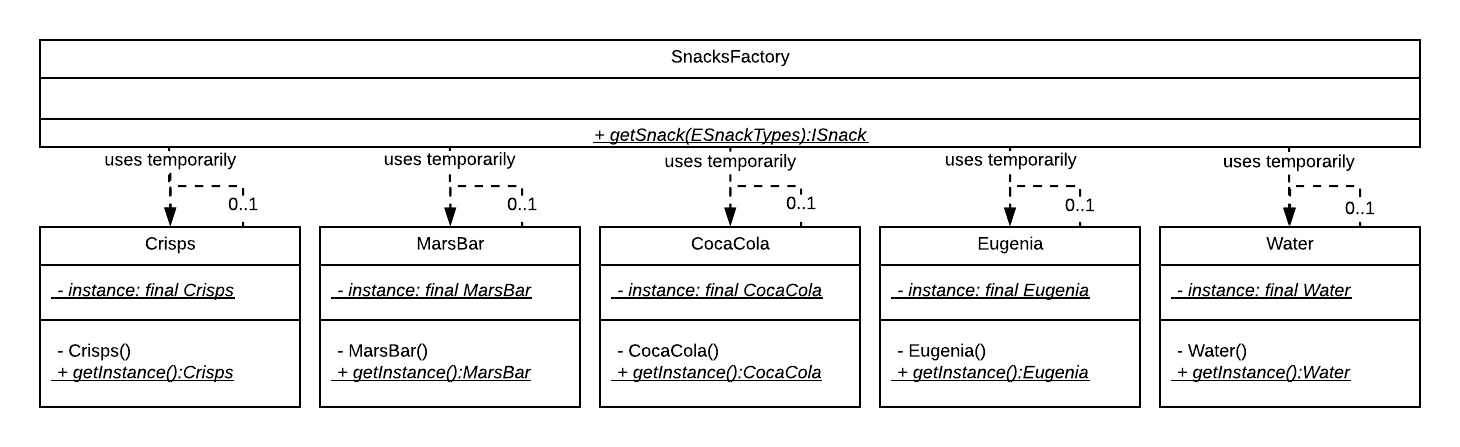 SnacksFactory
+ getSnack(ESnackTypes):ISnack
uses temporarily
uses temporarily
uses temporarily
uses temporarily
uses temporarily
0..1
0..1
0..1
0..1
0..1
Crisps
- instance: final Crisps
- Crisps()
+ getInstance():Crisps
MarsBar
- instance: final MarsBar
- MarsBar()
+ getInstance():MarsBar
CocaCola
- instance: final CocaCola
- CocaCola()
+ getInstance():CocaCola
Eugenia
- instance: final Eugenia
- Eugenia()
+ getInstance():Eugenia
Water
- instance: final Water
- Water()
+ getInstance():Water